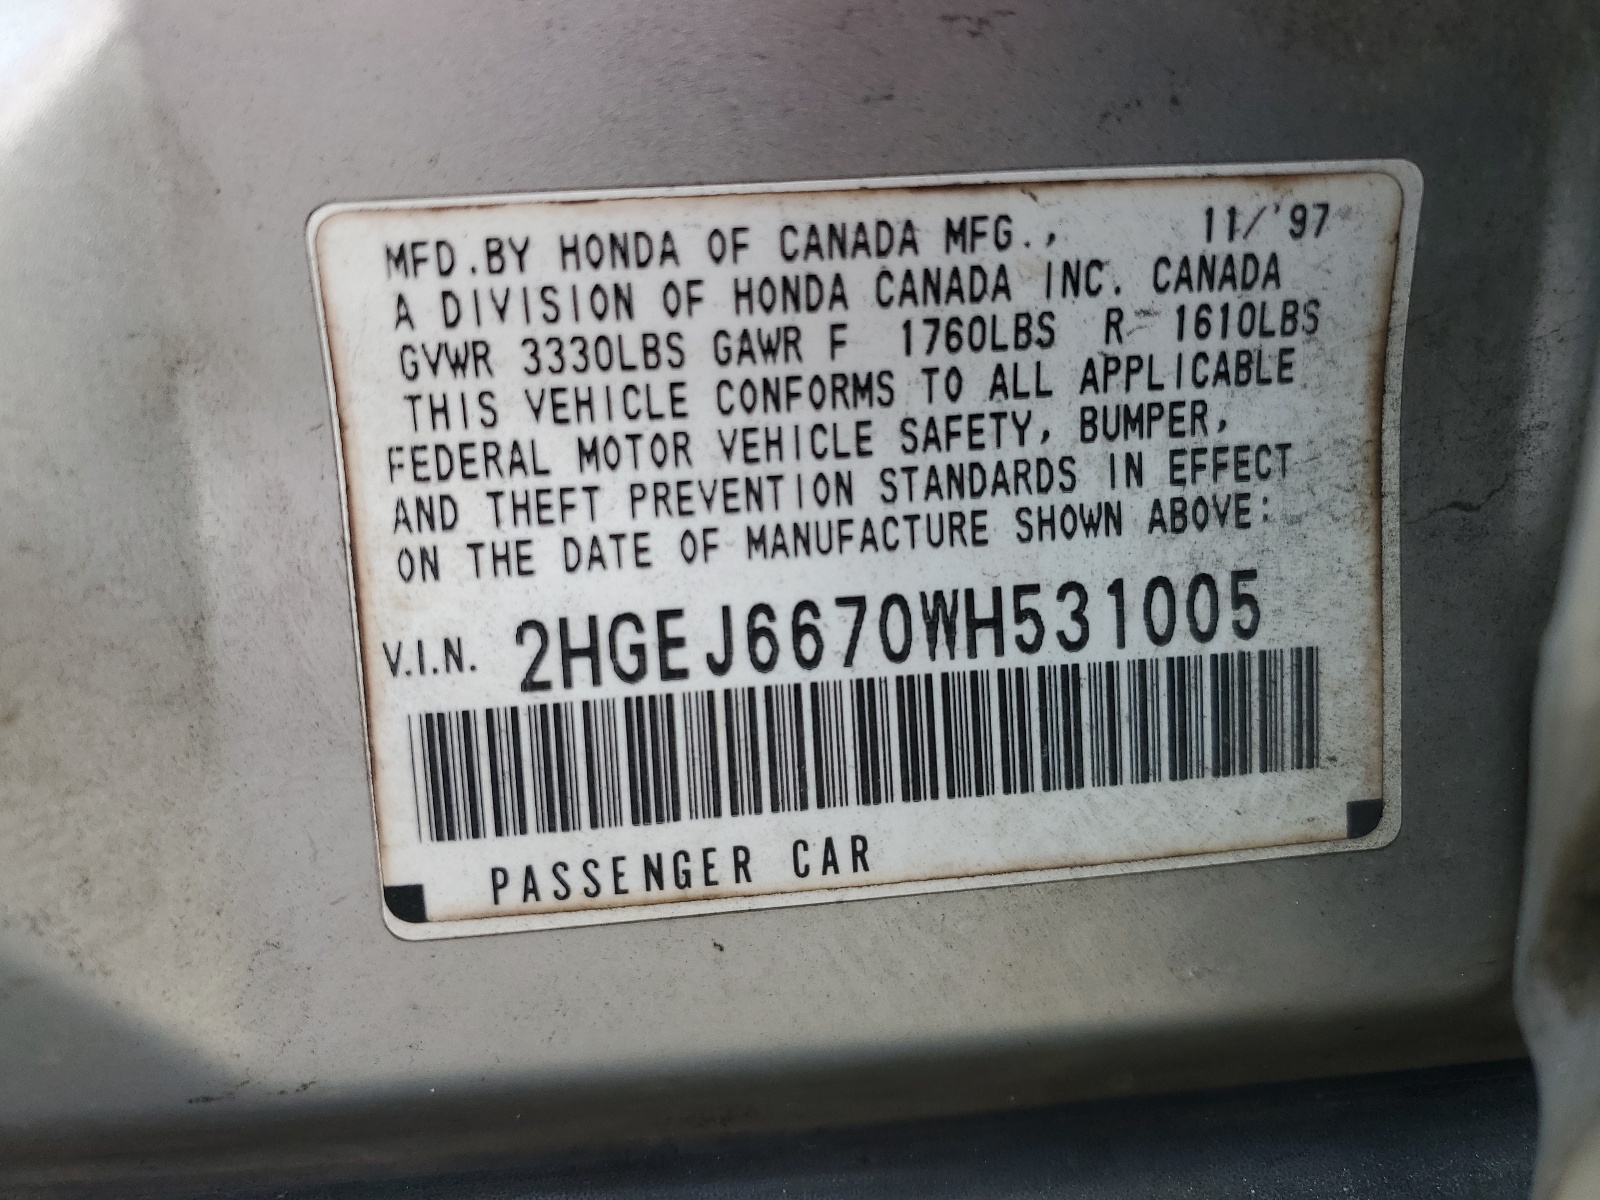 MFD.BY HONDA OF CANADA MFG., 11/'97
A DIVISION OF HONDA CANADA INC. CANADA
GVWR 3330LBS GAWR F 1760LBS R 1610LBS
THIS VEHICLE CONFORMS TO ALL APPLICABLE
FEDERAL MOTOR VEHICLE SAFETY, BUMPER,
AND THEFT PREVENTION STANDARDS IN EFFECT
ON THE DATE OF MANUFACTURE SHOWN ABOVE:
V.I.N. 2HGEJ6670WH531005
PASSENGER CAR